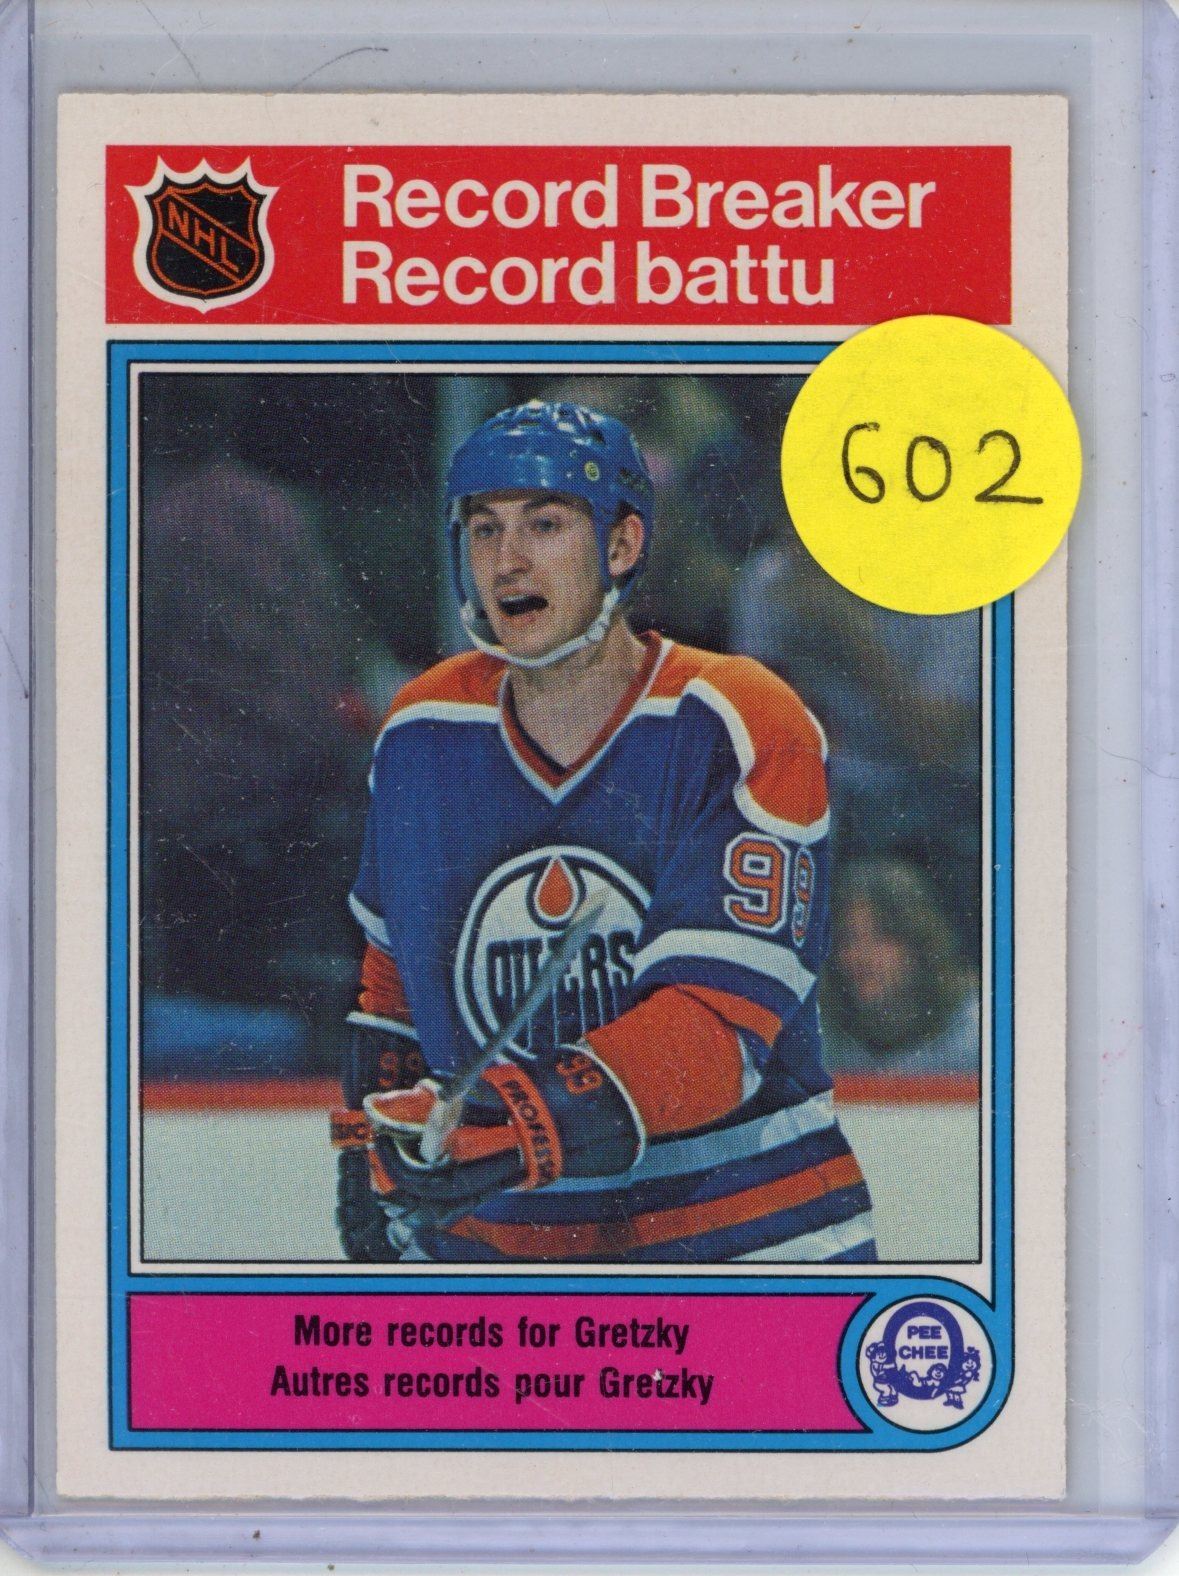 NHL
Record Breaker
Record battu
602
99
OILERS
99
PROFESS
More records for Gretzky
Autres records pour Gretzky
PEE
CHEE